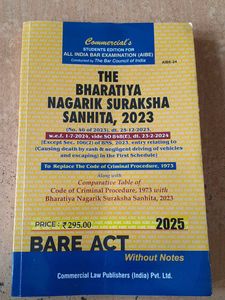 Commercial's
STUDENTS EDITION FOR
ALL INDIA BAR EXAMINATION (AIBE)
Conducted by The Bar Council of India
AIBE-24
THE
BHARATIYA
NAGARIK SURAKSHA
SANHITA, 2023
(No. 46 of 2023), dt. 25-12-2023,
w.e.f. 1-7-2024, vide SO 848(E), dt. 23-2-2024
[Except Sec. 106(2) of BNS, 2023, entry relating to
(Causing death by rash & negligent driving of vehicles
and escaping) in the First Schedule]
To Replace The Code of Criminal Procedure, 1973
Along with
Comparative Table of
Code of Criminal Procedure, 1973 with
Bharatiya Nagarik Suraksha Sanhita, 2023
PRICE : ₹295.00
2025
BARE ACT
Without Notes
Commercial Law Publishers (India) Pvt. Ltd.